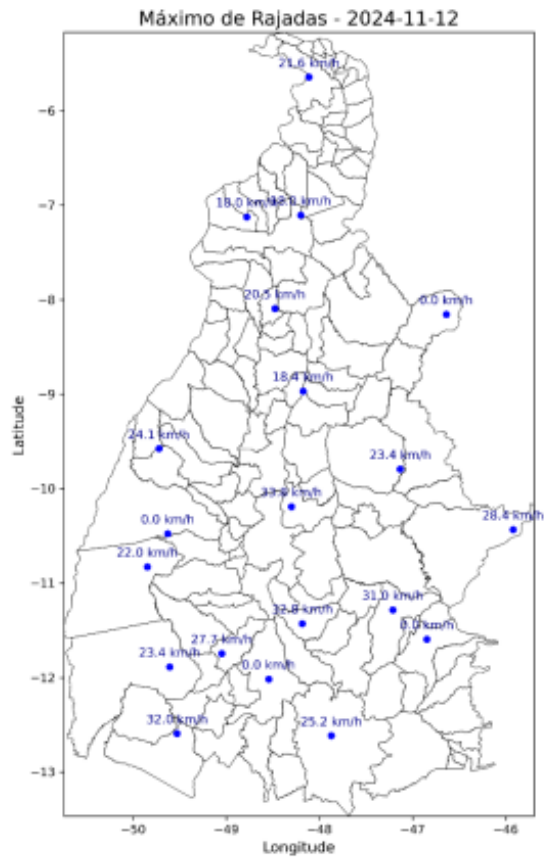 Máximo de Rajadas - 2024-11-12
21.6 km/h
18.0 km/h
20.5 km/h
0.0 km/h
18.4 km/h
24.1 km/h
23.4 km/h
28.4 km/h
0.0 km/h
22.0 km/h
31.0 km/h
0.0 km/h
27.7 km/h
23.4 km/h
0.0 km/h
32.0 km/h
25.2 km/h
−6
−7
−8
−9
−10
−11
−12
−13
Latitude
−50
−49
−48
−47
−46
Longitude